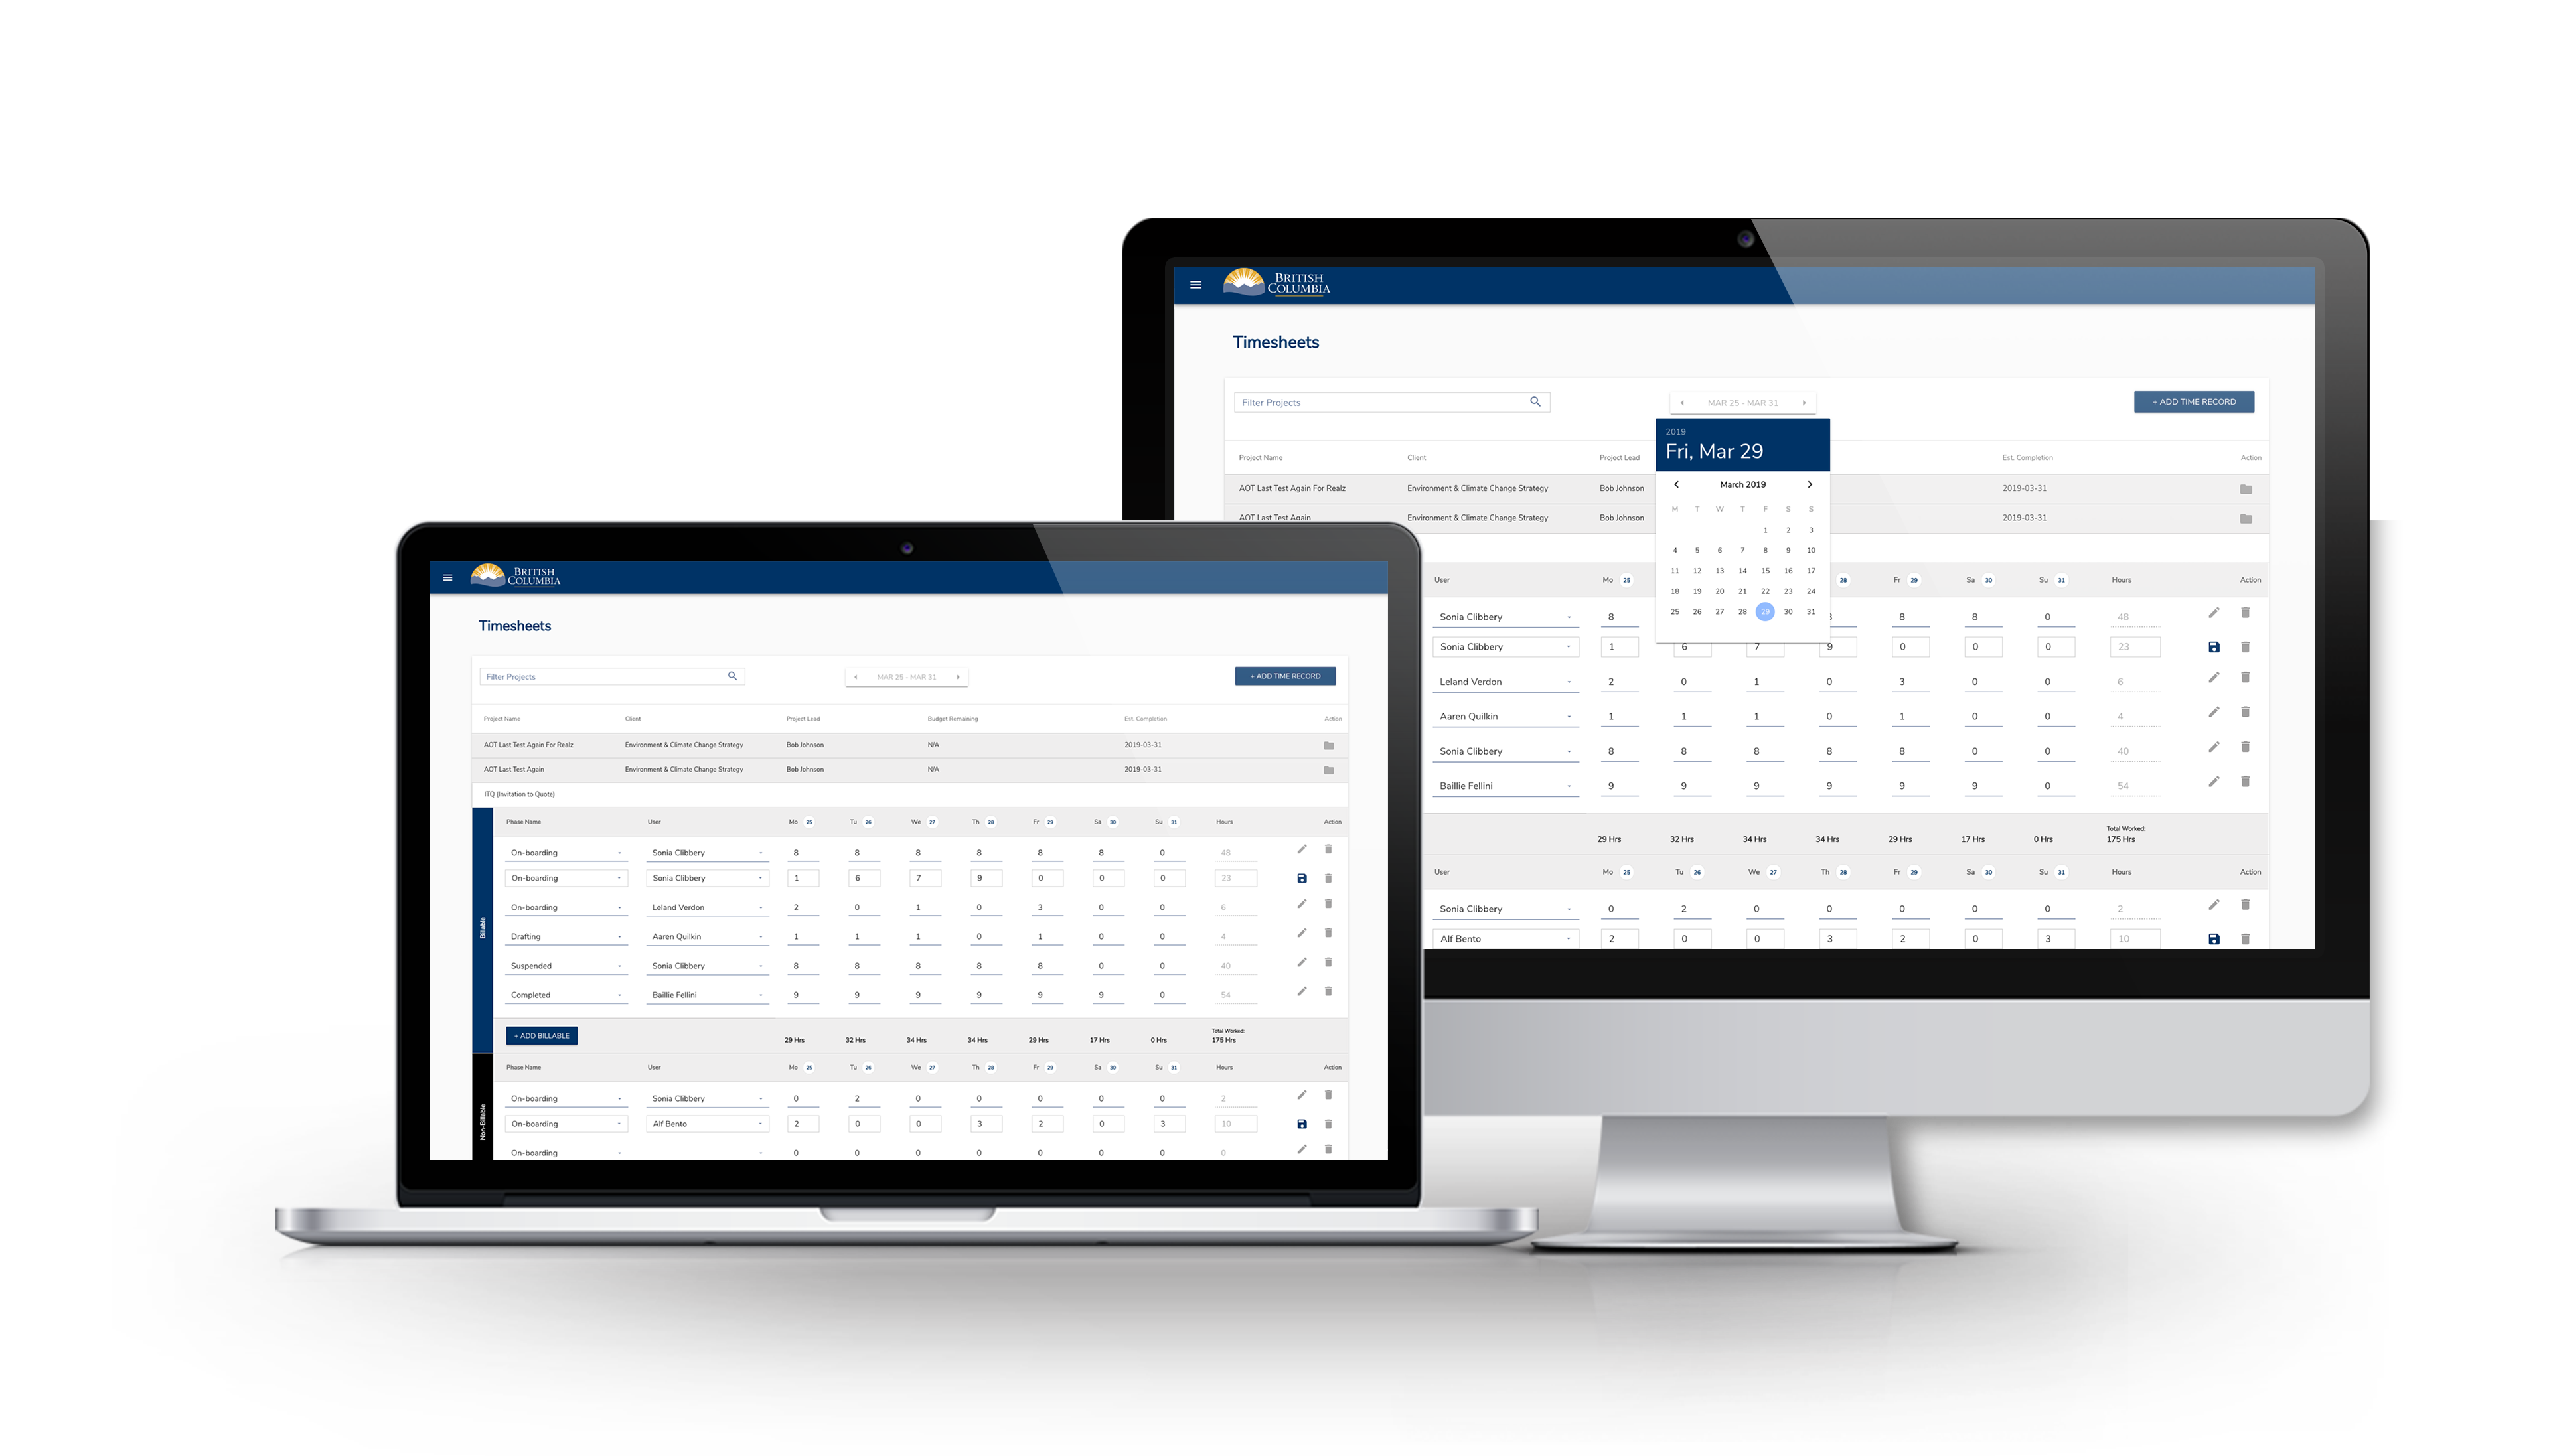 BRITISH
COLUMBIA
Timesheets
Filter Projects MAR 25 - MAR 31 + ADD TIME RECORD
2019
Fri, Mar 29
Project Name Client Project Lead Est. Completion Action
March 2019
AOT Last Test Again For Realz Environment & Climate Change Strategy Bob Johnson 2019-03-31
M T W T F S S
AOT Last Test Again Environment & Climate Change Strategy Bob Johnson 2019-03-31
1 2 3
4 5 6 7 8 9 10
11 12 13 14 15 16 17
18 19 20 21 22 23 24
25 26 27 28 29 30 31
User Mo 25 28 Fr 29 Sa 30 Su 31 Hours Action
Sonia Clibbery 8 8 8 0 48
Sonia Clibbery 1 6 7 9 0 0 0 23
Leland Verdon 2 0 1 0 3 0 0 6
Aaren Quilkin 1 1 1 0 1 0 0 4
Sonia Clibbery 8 8 8 8 8 0 0 40
Baillie Fellini 9 9 9 9 9 9 0 54
Total Worked:
29 Hrs 32 Hrs 34 Hrs 34 Hrs 29 Hrs 17 Hrs 0 Hrs 175 Hrs
User Mo 25 Tu 26 We 27 Th 28 Fr 29 Sa 30 Su 31 Hours Action
Sonia Clibbery 0 2 0 0 0 0 0 2
Alf Bento 2 0 0 3 2 0 3 10
BRITISH
COLUMBIA
Timesheets
Filter Projects MAR 25 - MAR 31 + ADD TIME RECORD
Project Name Client Project Lead Budget Remaining Est. Completion Action
AOT Last Test Again For Realz Environment & Climate Change Strategy Bob Johnson N/A 2019-03-31
AOT Last Test Again Environment & Climate Change Strategy Bob Johnson N/A 2019-03-31
ITQ (Invitation to Quote)
Billable
Phase Name User Mo 25 Tu 26 We 27 Th 28 Fr 29 Sa 30 Su 31 Hours Action
On-boarding Sonia Clibbery 8 8 8 8 8 8 0 48
On-boarding Sonia Clibbery 1 6 7 9 0 0 0 23
On-boarding Leland Verdon 2 0 1 0 3 0 0 6
Drafting Aaren Quilkin 1 1 1 0 1 0 0 4
Suspended Sonia Clibbery 8 8 8 8 8 0 0 40
Completed Baillie Fellini 9 9 9 9 9 9 0 54
Total Worked:
+ ADD BILLABLE 29 Hrs 32 Hrs 34 Hrs 34 Hrs 29 Hrs 17 Hrs 0 Hrs 175 Hrs
Non-Billable
Phase Name User Mo 25 Tu 26 We 27 Th 28 Fr 29 Sa 30 Su 31 Hours Action
On-boarding Sonia Clibbery 0 2 0 0 0 0 0 2
On-boarding Alf Bento 2 0 0 3 2 0 3 10
On-boarding 0 0 0 0 0 0 0 0